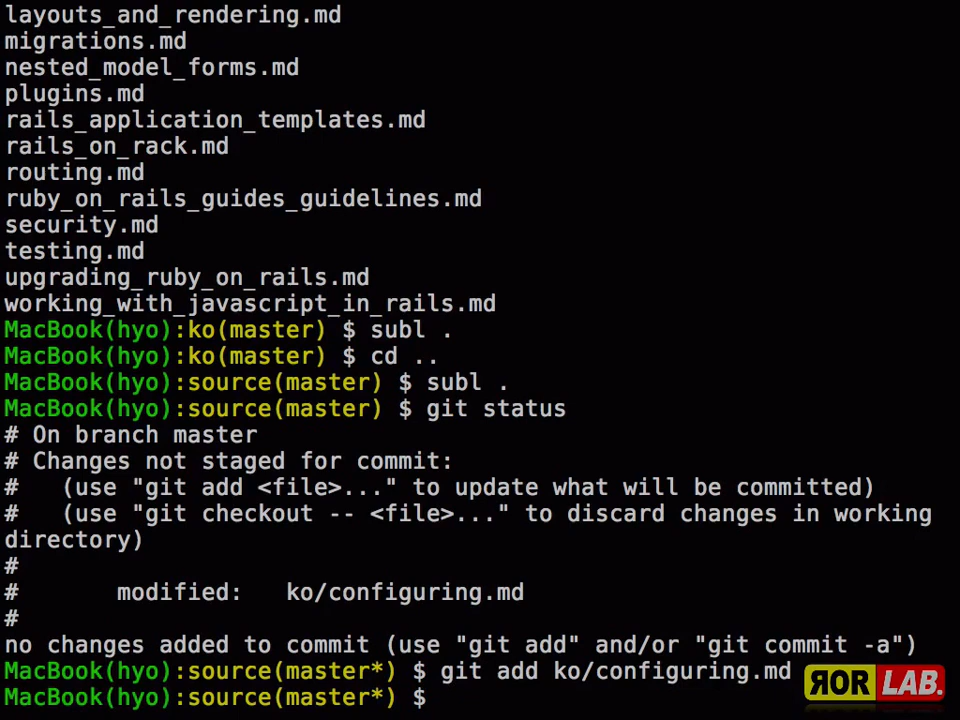 layouts_and_rendering.md
migrations.md
nested_model_forms.md
plugins.md
rails_application_templates.md
rails_on_rack.md
routing.md
ruby_on_rails_guides_guidelines.md
security.md
testing.md
upgrading_ruby_on_rails.md
working_with_javascript_in_rails.md
MacBook(hyo):ko(master) $ subl .
MacBook(hyo):ko(master) $ cd ..
MacBook(hyo):source(master) $ subl .
MacBook(hyo):source(master) $ git status
# On branch master
# Changes not staged for commit:
#   (use "git add <file>..." to update what will be committed)
#   (use "git checkout -- <file>..." to discard changes in working
directory)
#
#       modified:   ko/configuring.md
#
no changes added to commit (use "git add" and/or "git commit -a")
MacBook(hyo):source(master*) $ git add ko/configuring.md
MacBook(hyo):source(master*) $
ROR LAB.